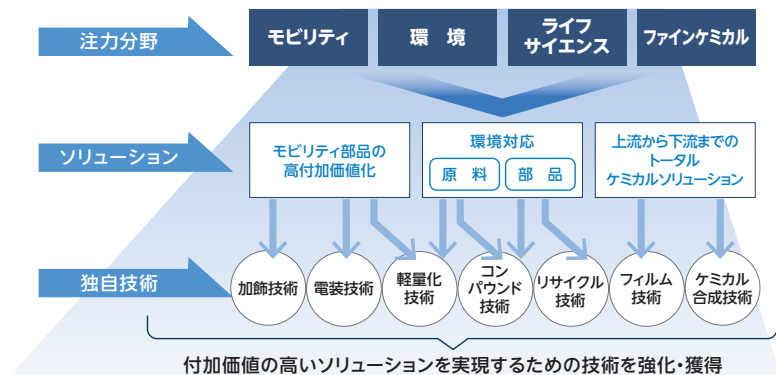 注力分野
モビリティ
環 境
ライフ
サイエンス
ファインケミカル
ソリューション
モビリティ部品の
高付加価値化
環境対応
原 料
部 品
上流から下流までの
トータル
ケミカルソリューション
独自技術
加飾技術
電装技術
軽量化
技術
コン
パウンド
技術
リサイクル
技術
フィルム
技術
ケミカル
合成技術
付加価値の高いソリューションを実現するための技術を強化・獲得